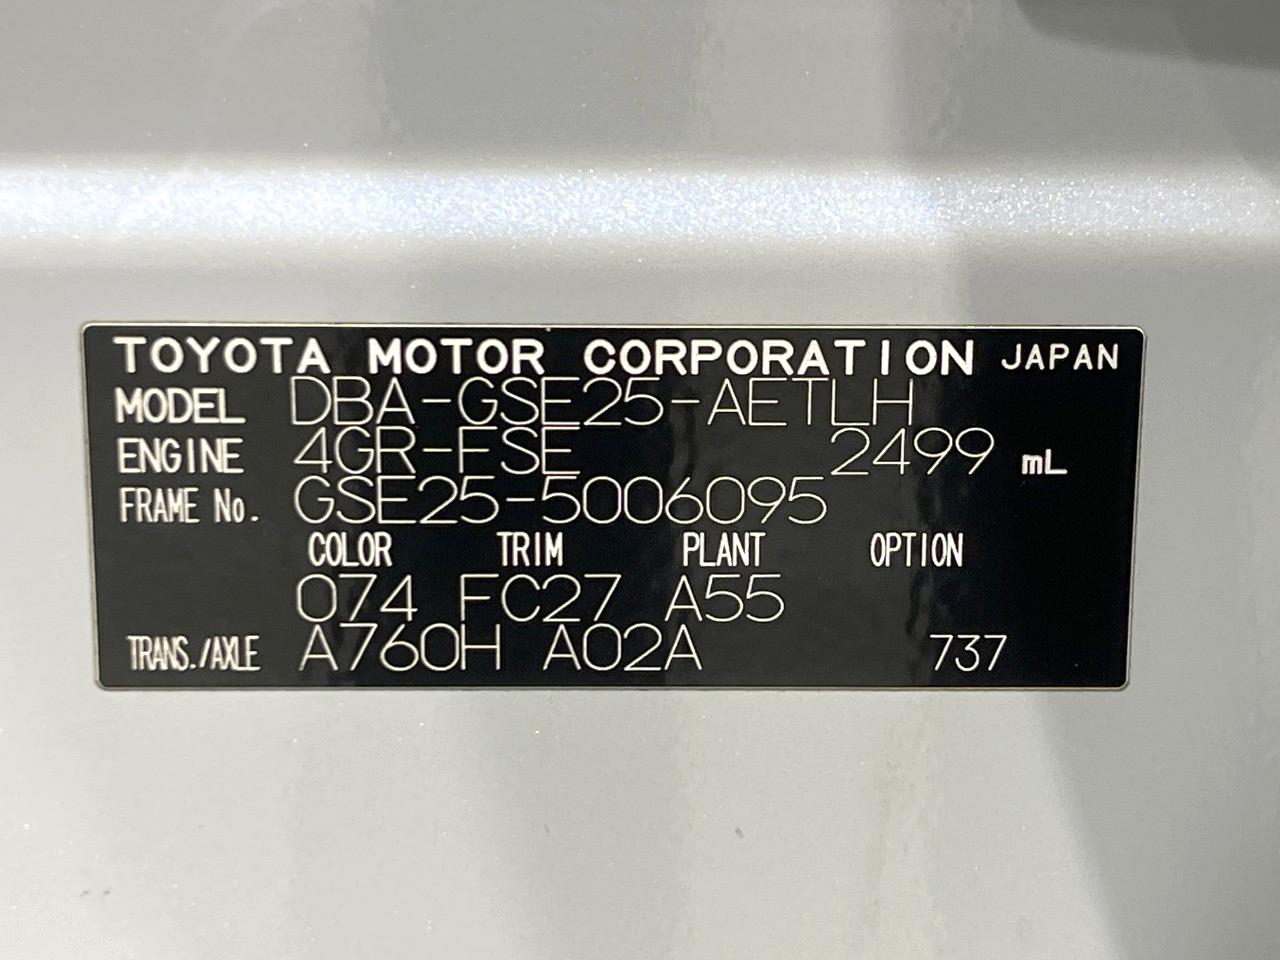 TOYOTA MOTOR CORPORATION JAPAN
MODEL DBA-GSE25-AETLH
ENGINE 4GR-FSE 2499 mL
FRAME No. GSE25-5006095
COLOR TRIM PLANT OPTION
074 FC27 A55
TRANS./AXLE A760H A02A 737